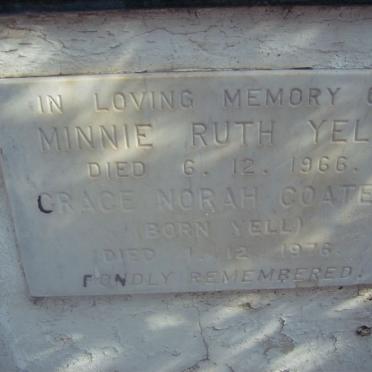 IN LOVING MEMORY O
MINNIE RUTH YELL
DIED 6. 12. 1966.
GRACE NORAH COATE
(BORN YELL)
DIED 1. 12. 1976.
FONDLY REMEMBERED.